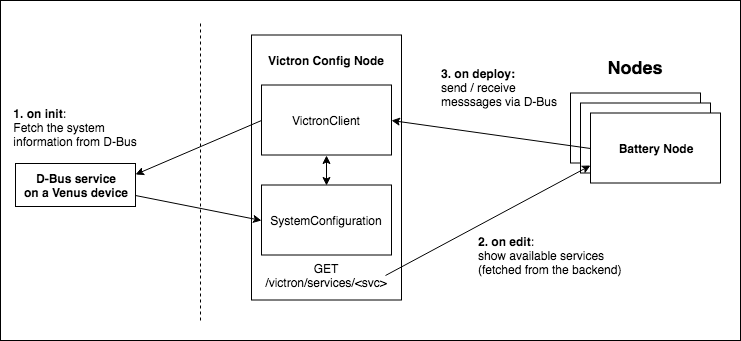 1. on init:
Fetch the system
information from D-Bus
D-Bus service
on a Venus device
Victron Config Node
VictronClient
SystemConfiguration
GET
/victron/services/<svc>
3. on deploy:
send / receive
messsages via D-Bus
Nodes
Battery Node
2. on edit:
show available services
(fetched from the backend)